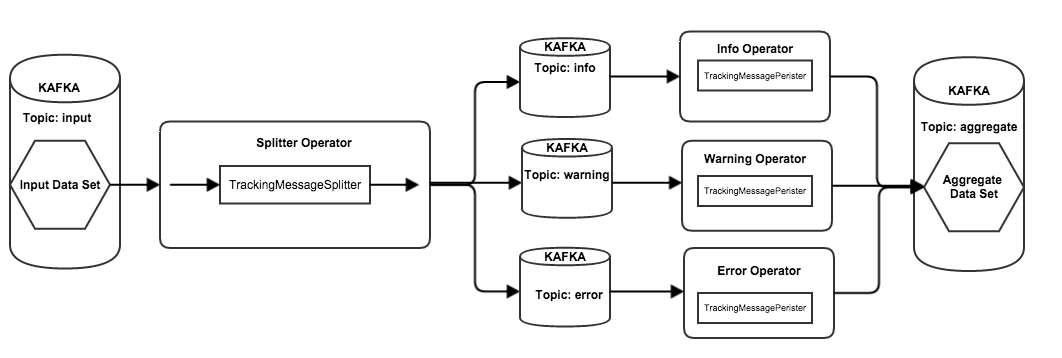 KAFKA
Topic: input
Input Data Set
Splitter Operator
TrackingMessageSplitter
KAFKA
Topic: info
KAFKA
Topic: warning
KAFKA
Topic: error
Info Operator
TrackingMessagePerister
Warning Operator
TrackingMessagePerister
Error Operator
TrackingMessagePerister
KAFKA
Topic: aggregate
Aggregate
Data Set